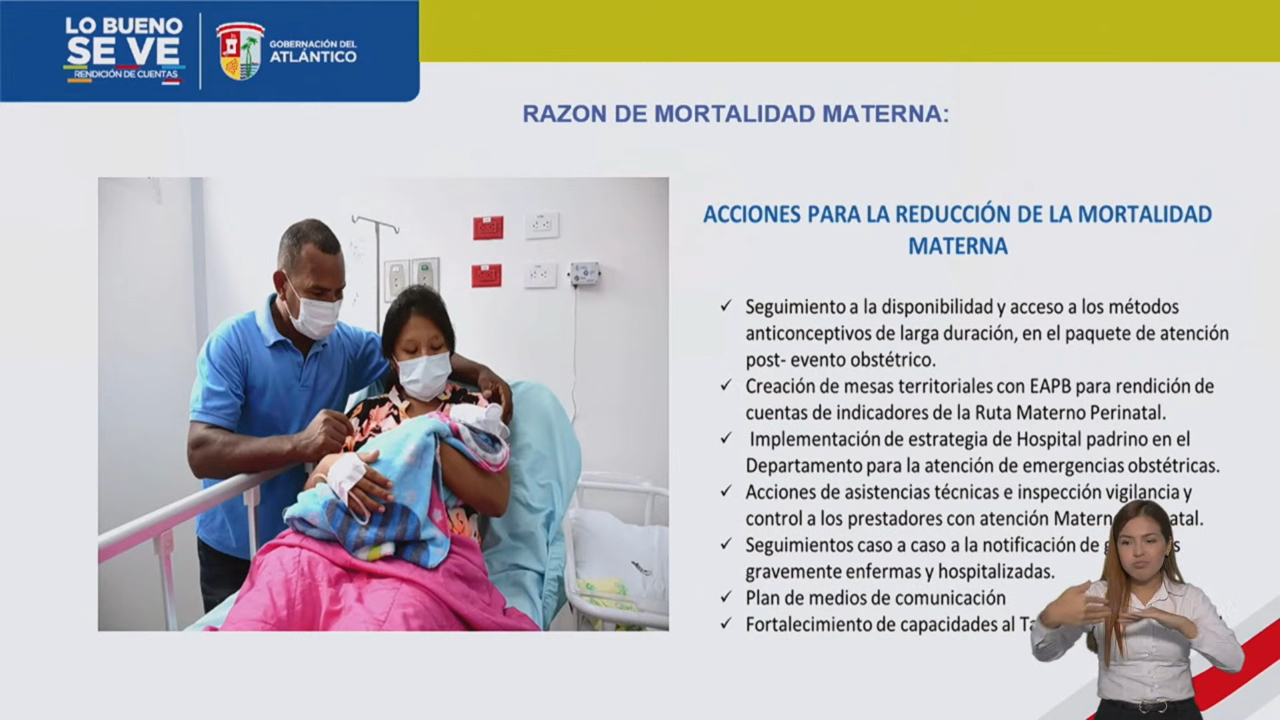 LO BUENO
SE VE
RENDICIÓN DE CUENTAS
GOBERNACIÓN DEL
ATLÁNTICO
RAZON DE MORTALIDAD MATERNA:
ACCIONES PARA LA REDUCCIÓN DE LA MORTALIDAD
MATERNA
✓ Seguimiento a la disponibilidad y acceso a los métodos
anticonceptivos de larga duración, en el paquete de atención
post- evento obstétrico.
✓ Creación de mesas territoriales con EAPB para rendición de
cuentas de indicadores de la Ruta Materno Perinatal.
✓ Implementación de estrategia de Hospital padrino en el
Departamento para la atención de emergencias obstétricas.
✓ Acciones de asistencias técnicas e inspección vigilancia y
control a los prestadores con atención
✓ Seguimientos caso a caso a la notificación de
gravemente enfermas y hospitalizadas.
✓ Plan de medios de comunicación
✓ Fortalecimiento de capacidades al